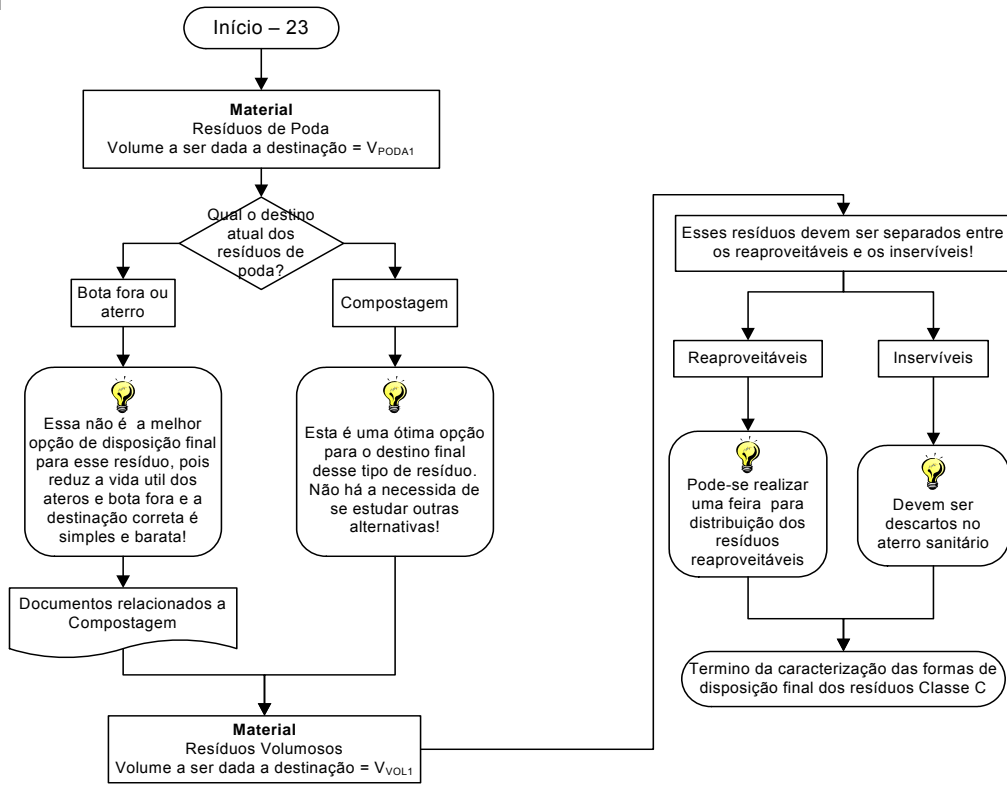 Início – 23
Material
Resíduos de Poda
Volume a ser dada a destinação = VPODA1
Qual o destino
atual dos
resíduos de
poda?
Bota fora ou
aterro
Compostagem
Essa não é a melhor
opção de disposição final
para esse resíduo, pois
reduz a vida util dos
ateros e bota fora e a
destinação correta é
simples e barata!
Esta é uma ótima opção
para o destino final
desse tipo de resíduo.
Não há a necessida de
se estudar outras
alternativas!
Documentos relacionados a
Compostagem
Material
Resíduos Volumosos
Volume a ser dada a destinação = VVOL1
Esses resíduos devem ser separados entre
os reaproveitáveis e os inservíveis!
Reaproveitáveis
Inservíveis
Pode-se realizar
uma feira para
distribuição dos
resíduos
reaproveitáveis
Devem ser
descartos no
aterro sanitário
Termino da caracterização das formas de
disposição final dos resíduos Classe C